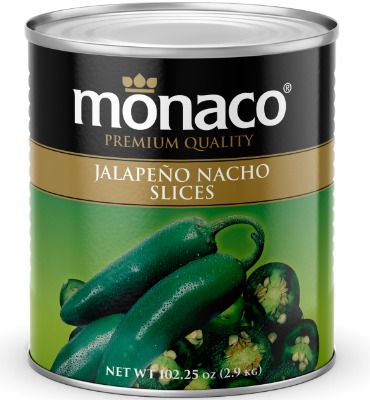 monaco®
PREMIUM QUALITY
JALAPEÑO NACHO
SLICES
NET WT 102.25 OZ (2.9 KG)